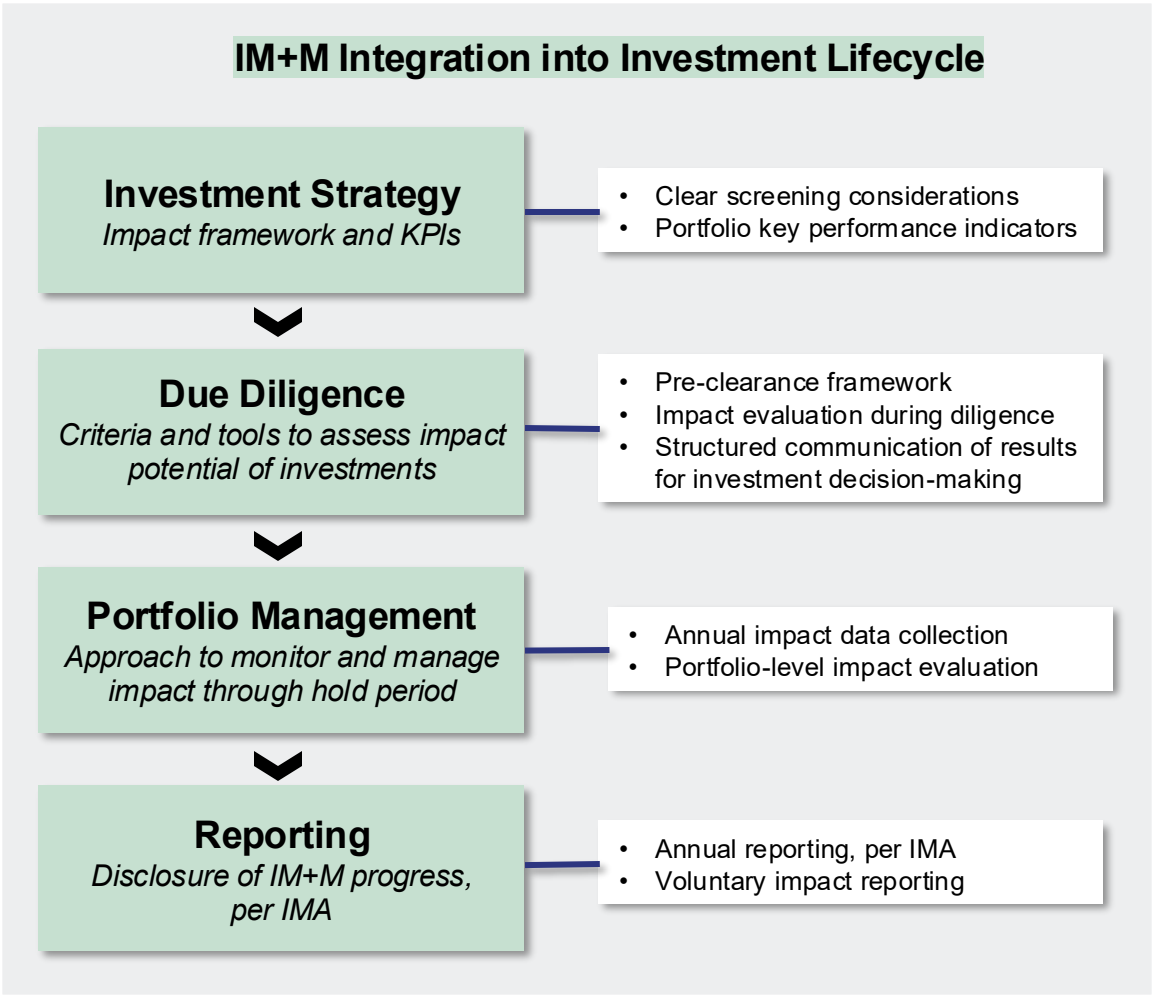 IM+M Integration into Investment Lifecycle
Investment Strategy
Impact framework and KPIs
• Clear screening considerations
• Portfolio key performance indicators
Due Diligence
Criteria and tools to assess impact
potential of investments
• Pre-clearance framework
• Impact evaluation during diligence
• Structured communication of results
for investment decision-making
Portfolio Management
Approach to monitor and manage
impact through hold period
• Annual impact data collection
• Portfolio-level impact evaluation
Reporting
Disclosure of IM+M progress,
per IMA
• Annual reporting, per IMA
• Voluntary impact reporting